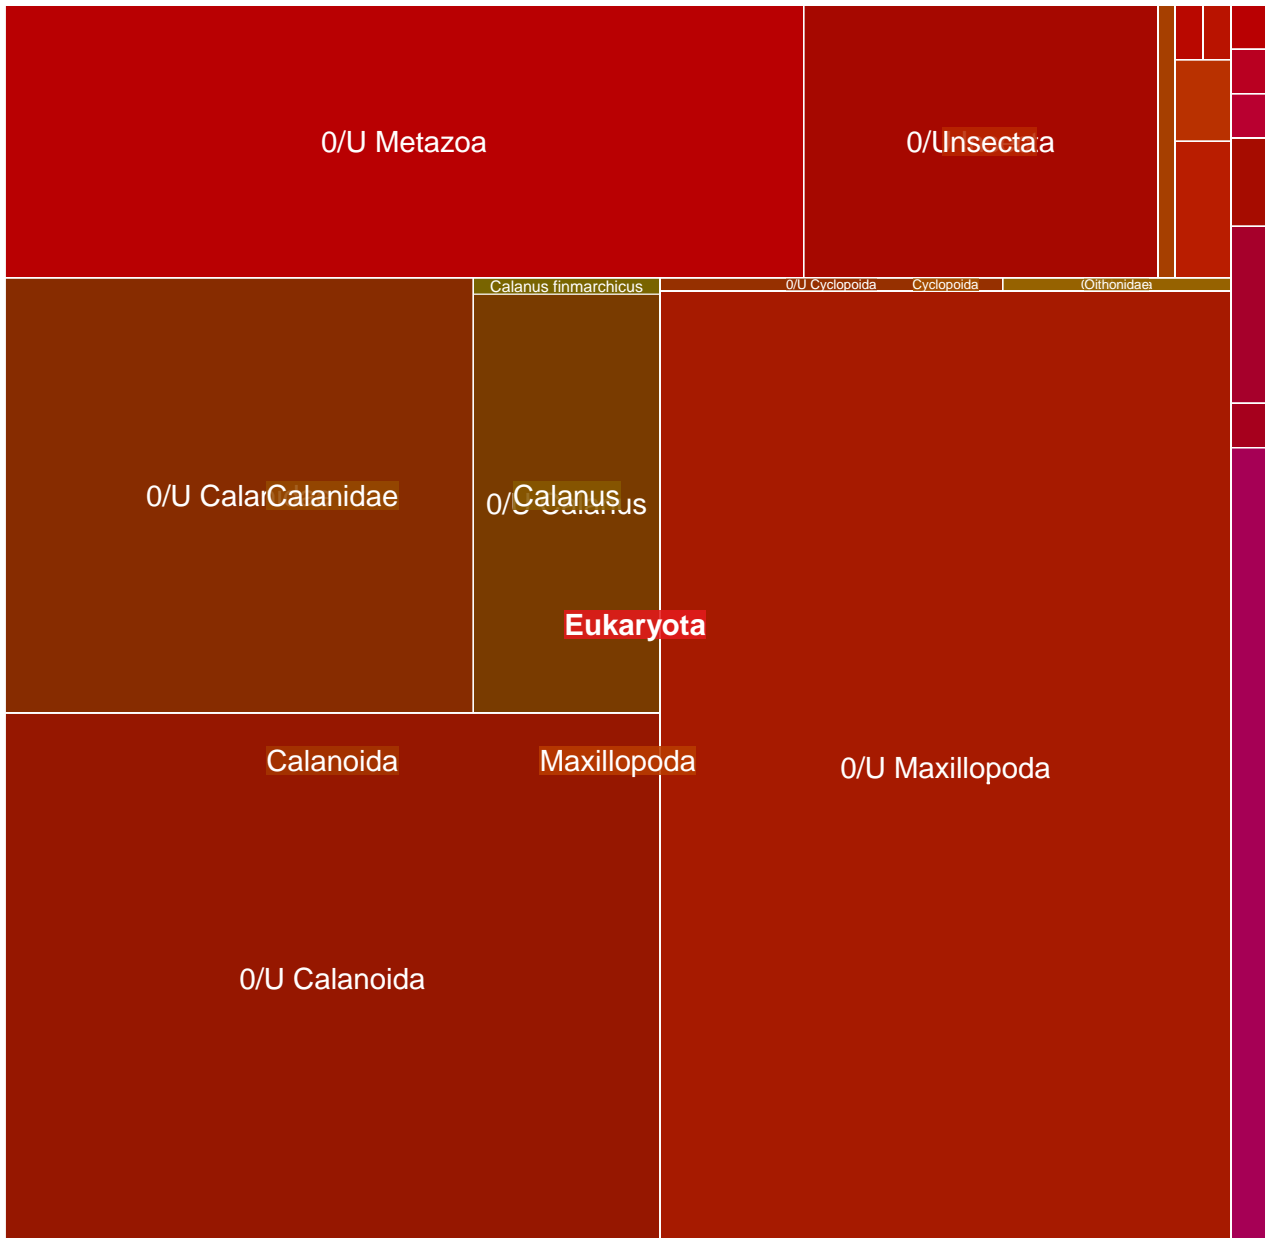 0/U Metazoa
Insecta
Calanus finmarchicus
0/U Cyclopoida
Cyclopoida
Oithonidae
Calanidae
Calanus
Eukaryota
Calanoida
Maxillopoda
0/U Maxillopoda
0/U Calanoida